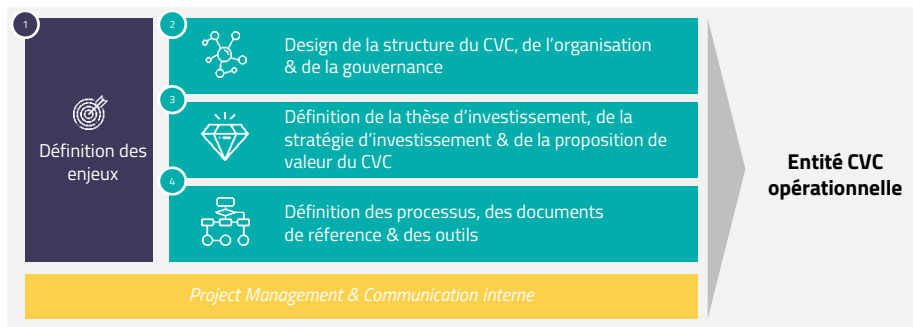 1
Définition des
enjeux
2
Design de la structure du CVC, de l'organisation
& de la gouvernance
3
Définition de la thèse d'investissement, de la
stratégie d'investissement & de la proposition de
valeur du CVC
4
Définition des processus, des documents
de réference & des outils
Project Management & Communication interne
Entité CVC
opérationnelle